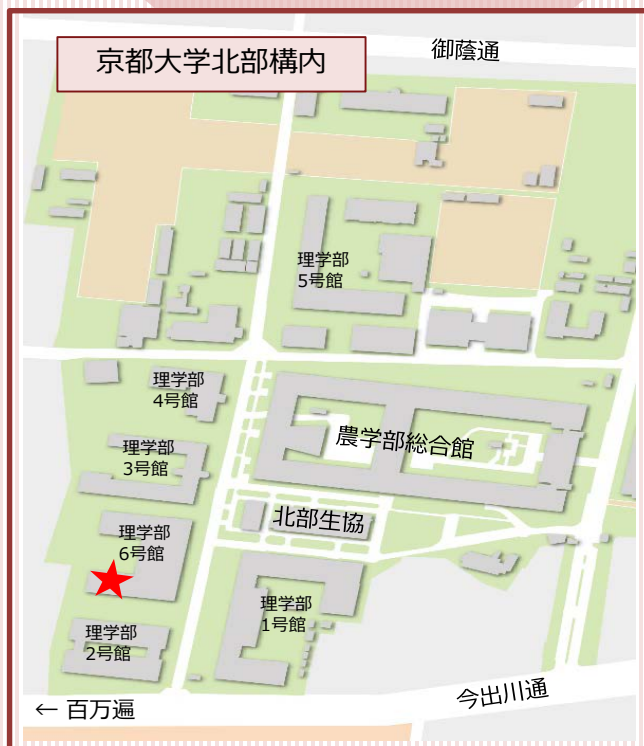 京都大学北部構内
御蔭通
理学部
5号館
理学部
4号館
理学部
3号館
農学部総合館
北部生協
理学部
6号館
理学部
1号館
理学部
2号館
今出川通
← 百万遍